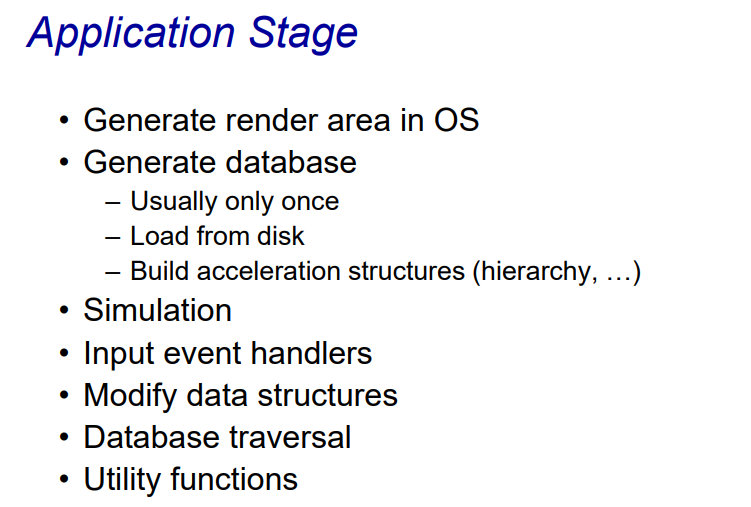 Application Stage
• Generate render area in OS
• Generate database
– Usually only once
– Load from disk
– Build acceleration structures (hierarchy, …)
• Simulation
• Input event handlers
• Modify data structures
• Database traversal
• Utility functions